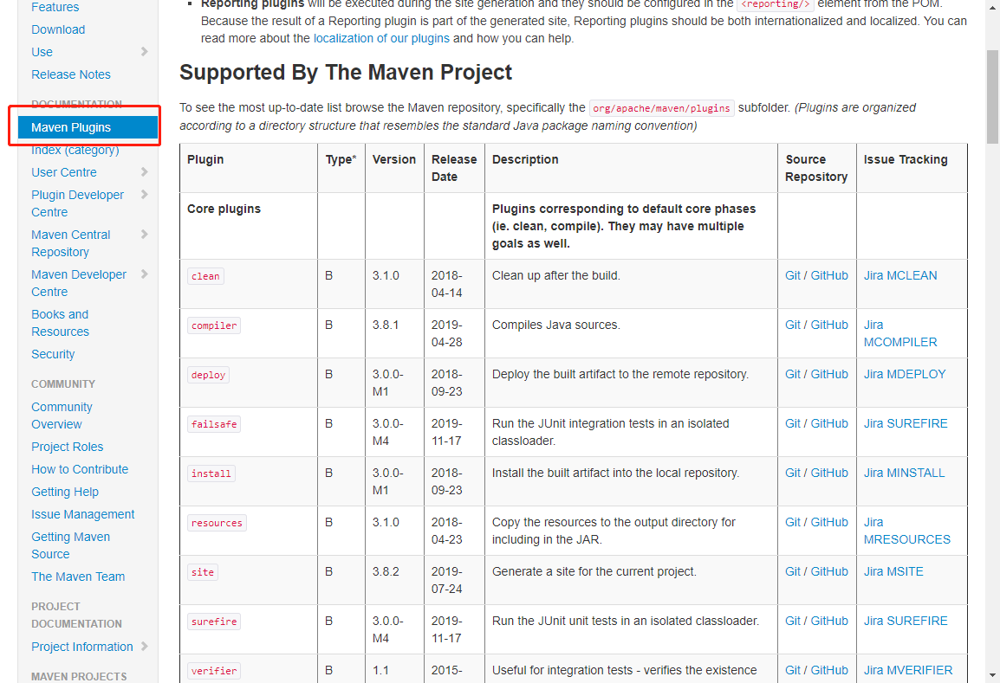 Features
Download
Use
Release Notes
DOCUMENTATION
Maven Plugins
Index (category)
User Centre
Plugin Developer
Centre
Maven Central
Repository
Maven Developer
Centre
Books and
Resources
Security
COMMUNITY
Community
Overview
Project Roles
How to Contribute
Getting Help
Issue Management
Getting Maven
Source
The Maven Team
PROJECT
DOCUMENTATION
Project Information
MAVEN PROJECTS
Reporting plugins will be executed during the site generation and they should be configured in the <reporting/> element from the POM.
Because the result of a Reporting plugin is part of the generated site, Reporting plugins should be both internationalized and localized. You can
read more about the localization of our plugins and how you can help.
Supported By The Maven Project
To see the most up-to-date list browse the Maven repository, specifically the org/apache/maven/plugins subfolder. (Plugins are organized
according to a directory structure that resembles the standard Java package naming convention)
Plugin Type* Version Release Description Source Issue Tracking
Date Repository
Core plugins Plugins corresponding to default core phases
(ie. clean, compile). They may have multiple
goals as well.
clean B 3.1.0 2018- Clean up after the build. Git / GitHub Jira MCLEAN
04-14
compiler B 3.8.1 2019- Compiles Java sources. Git / GitHub Jira
04-28 MCOMPILER
deploy B 3.0.0- 2018- Deploy the built artifact to the remote repository. Git / GitHub Jira MDEPLOY
M1 09-23
failsafe B 3.0.0- 2019- Run the JUnit integration tests in an isolated Git / GitHub Jira SUREFIRE
M4 11-17 classloader.
install B 3.0.0- 2018- Install the built artifact into the local repository. Git / GitHub Jira MINSTALL
M1 09-23
resources B 3.1.0 2018- Copy the resources to the output directory for Git / GitHub Jira
04-23 including in the JAR. MRESOURCES
site B 3.8.2 2019- Generate a site for the current project. Git / GitHub Jira MSITE
07-24
surefire B 3.0.0- 2019- Run the JUnit unit tests in an isolated classloader. Git / GitHub Jira SUREFIRE
M4 11-17
verifier B 1.1 2015- Useful for integration tests - verifies the existence Git / GitHub Jira MVERIFIER